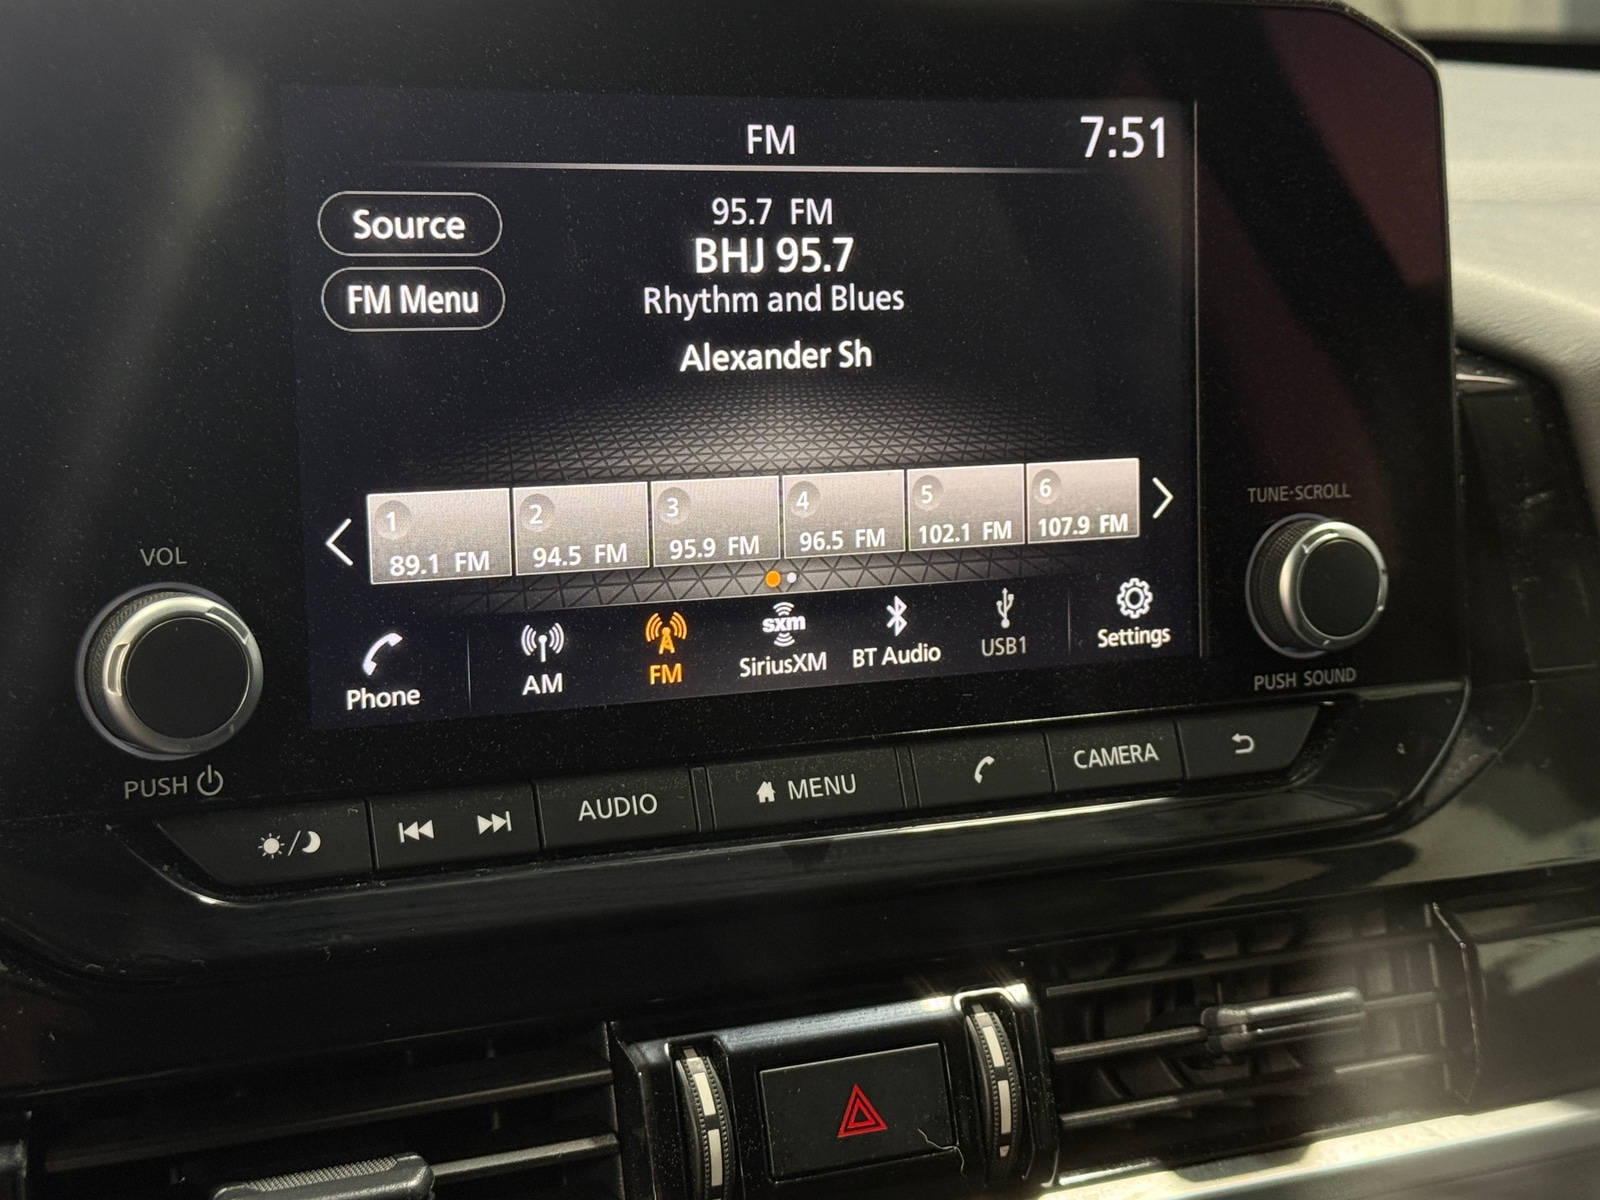 FM
7:51
Source
95.7 FM
BHJ 95.7
FM Menu
Rhythm and Blues
Alexander Sh
1
2
3
4
5
6
89.1 FM
94.5 FM
95.9 FM
96.5 FM
102.1 FM
107.9 FM
TUNE·SCROLL
VOL
sxm
Phone
AM
FM
SiriusXM
BT Audio
USB1
Settings
PUSH SOUND
PUSH
AUDIO
MENU
CAMERA